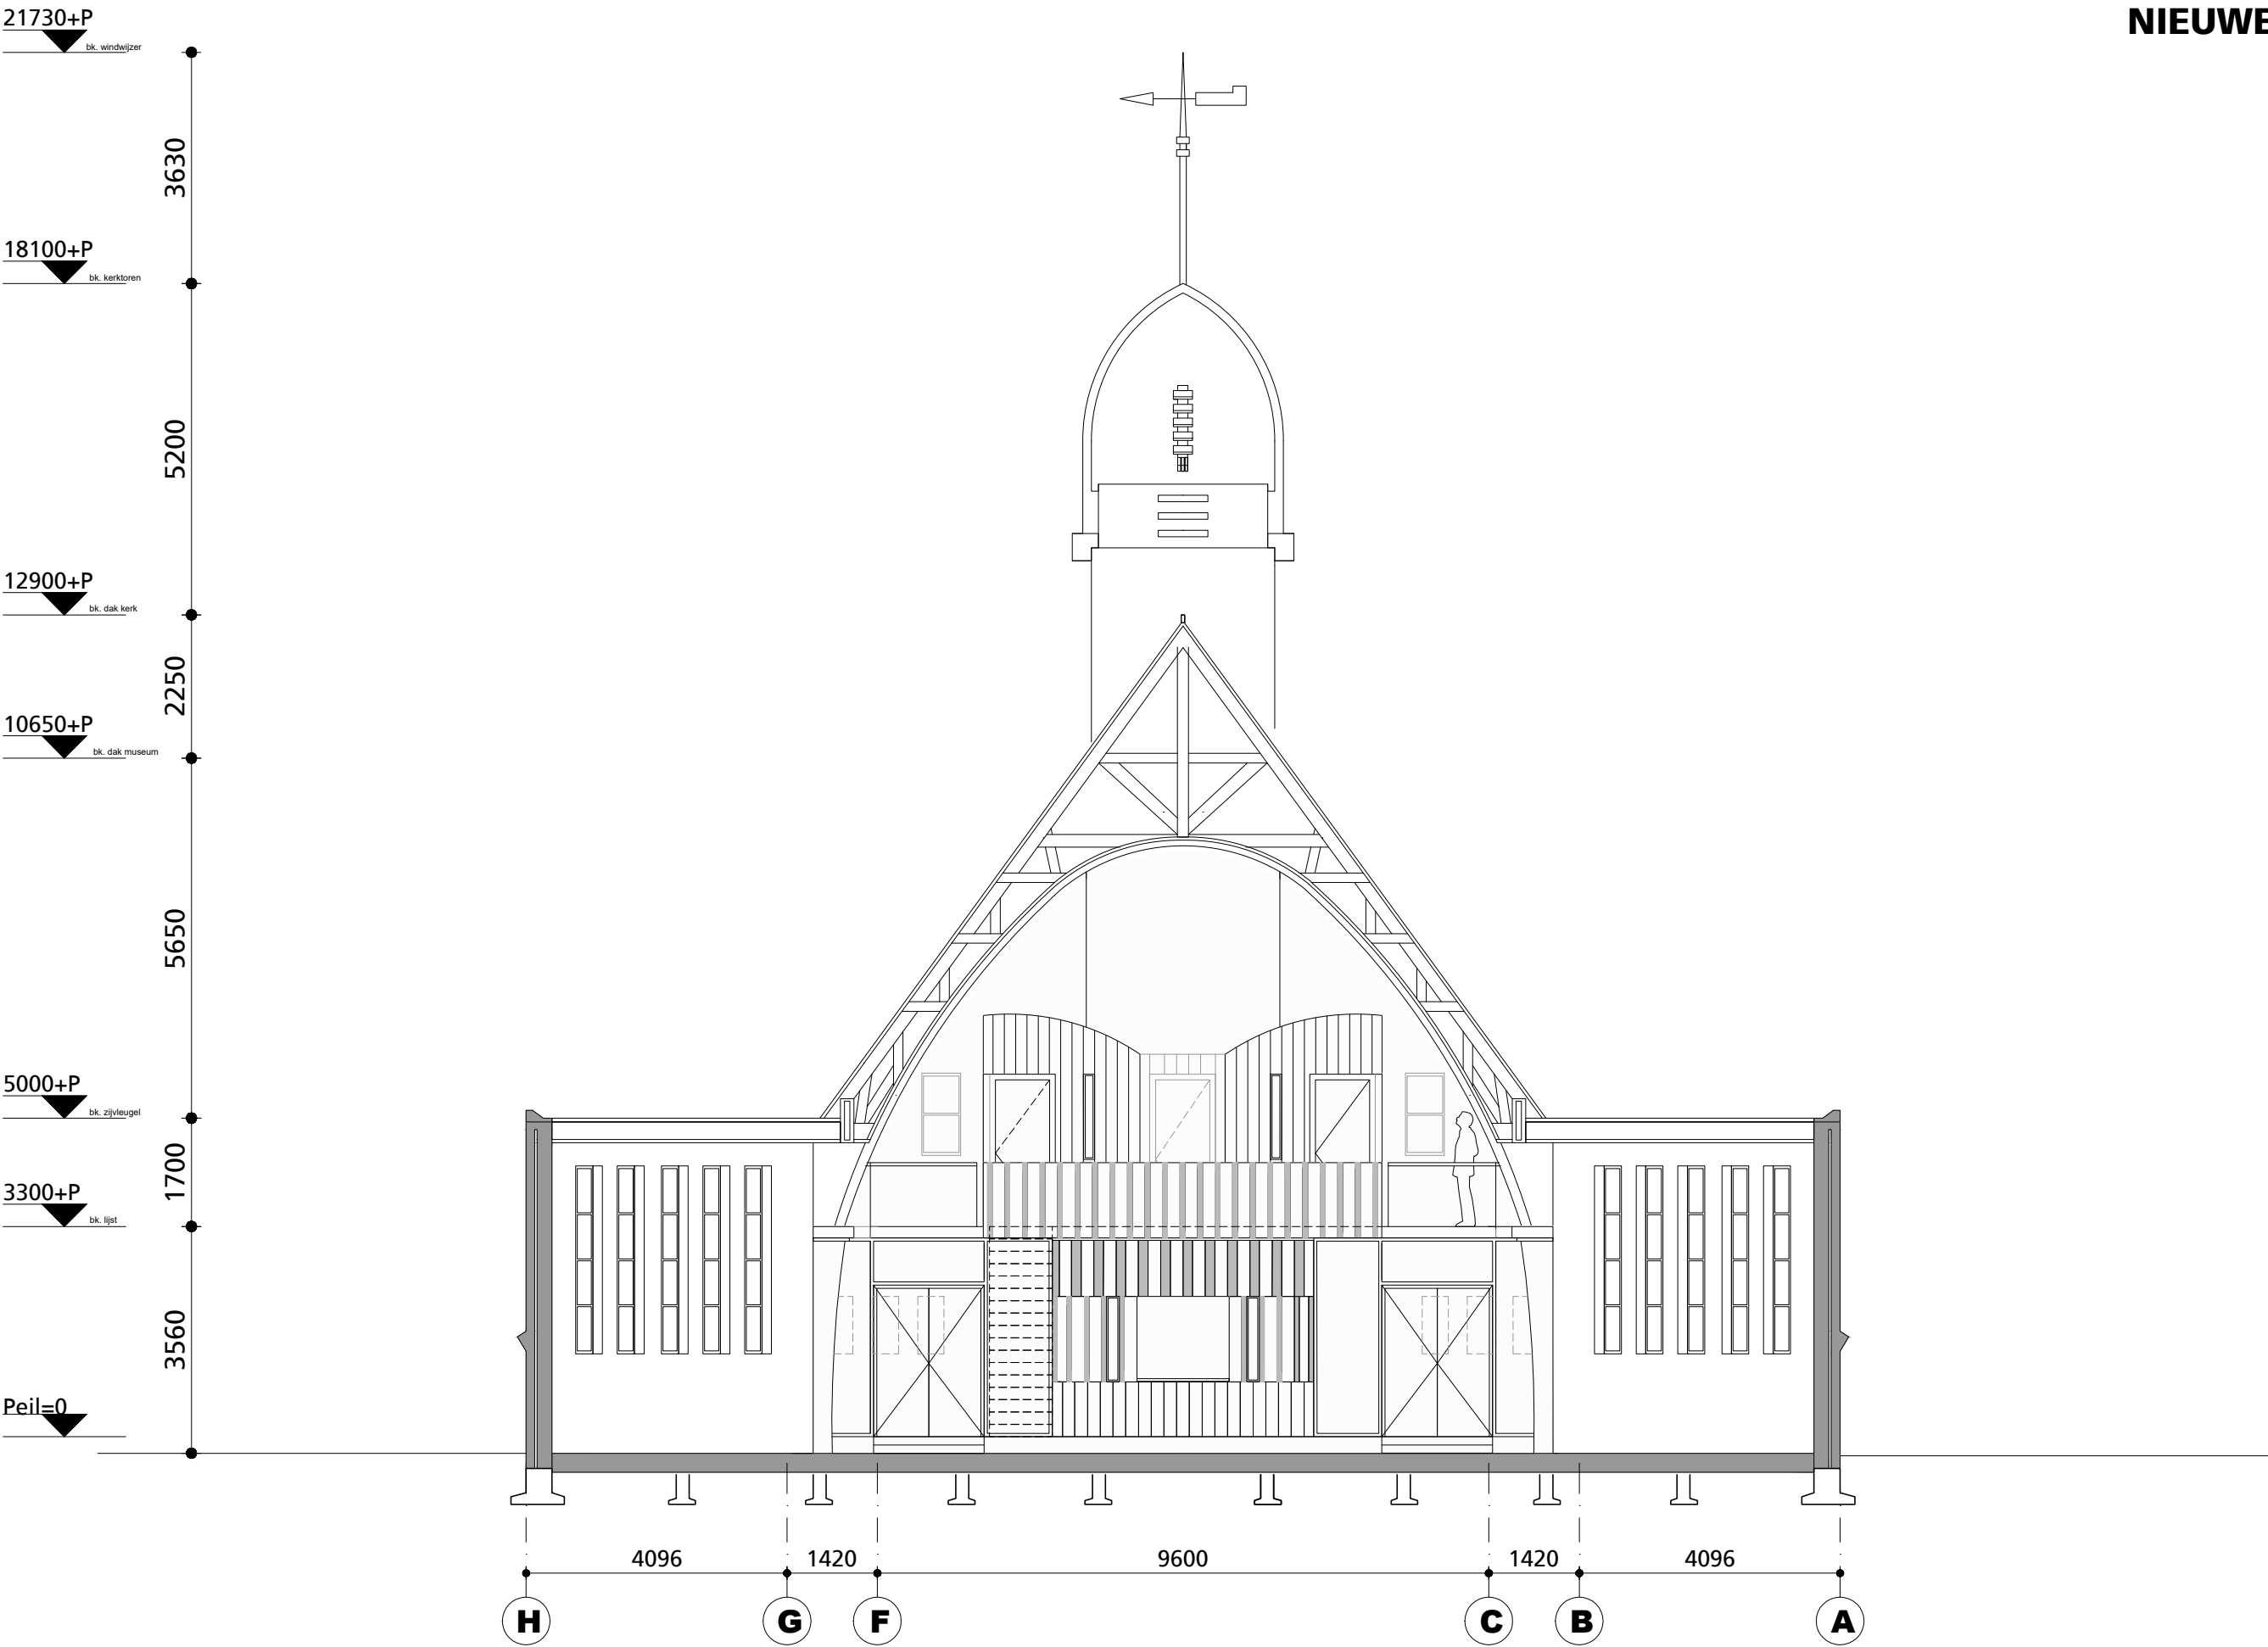 NIEUWE
21730+P
bk. windwijzer
3630
18100+P
bk. kerktoren
5200
12900+P
bk. dak kerk
2250
10650+P
bk. dak museum
5650
5000+P
bk. zijvleugel
1700
3300+P
bk. lijst
3560
Peil=0
4096 1420 9600 1420 4096
H G F C B A